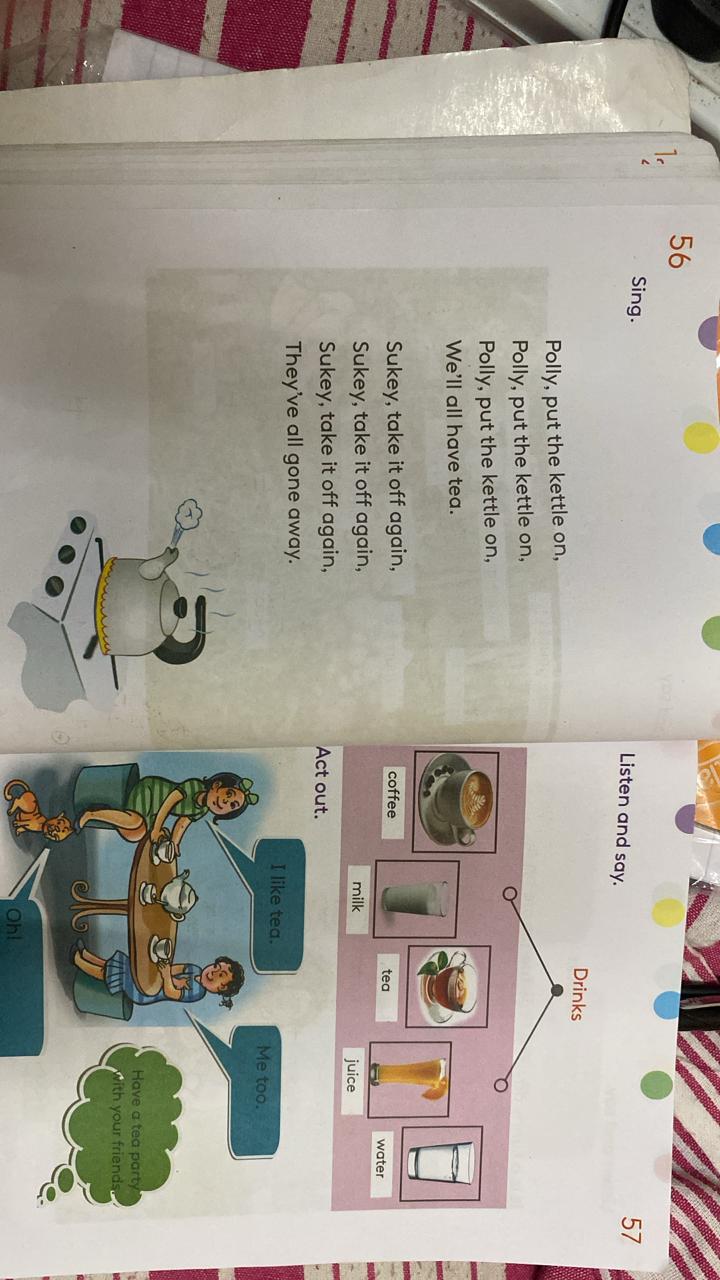 56
Sing.
Polly, put the kettle on,
Polly, put the kettle on,
Polly, put the kettle on,
We'll all have tea.
Sukey, take it off again,
Sukey, take it off again,
Sukey, take it off again,
They've all gone away.
57
Listen and say.
Drinks
coffee
milk
tea
juice
water
Act out.
I like tea.
Me too.
Oh!
Have a tea party
with your friends